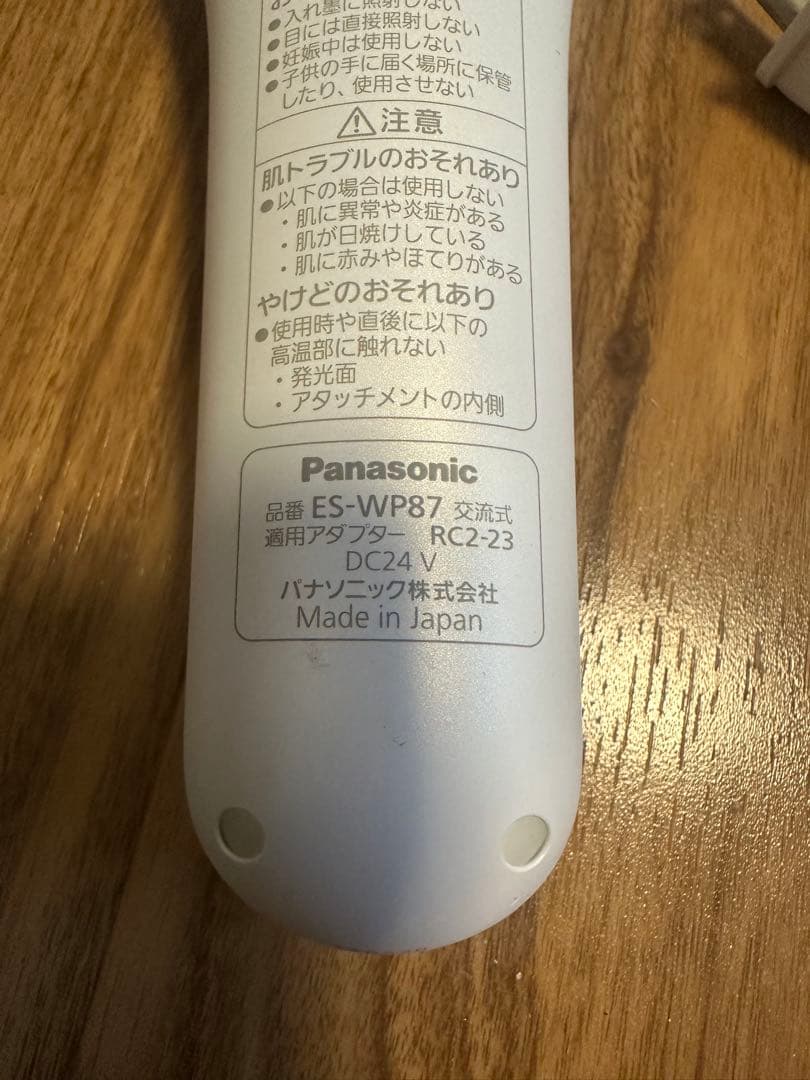 ●入れ墨に照射しない
●目には直接照射しない
●妊娠中は使用しない
●子供の手に届く場所に保管
したり、使用させない
⚠注意
肌トラブルのおそれあり
●以下の場合は使用しない
・肌に異常や炎症がある
・肌が日焼けしている
・肌に赤みやほてりがある
やけどのおそれあり
●使用時や直後に以下の
高温部に触れない
・発光面
・アタッチメントの内側
Panasonic
品番 ES-WP87 交流式
適用アダプター RC2-23
DC24 V
パナソニック株式会社
Made in Japan